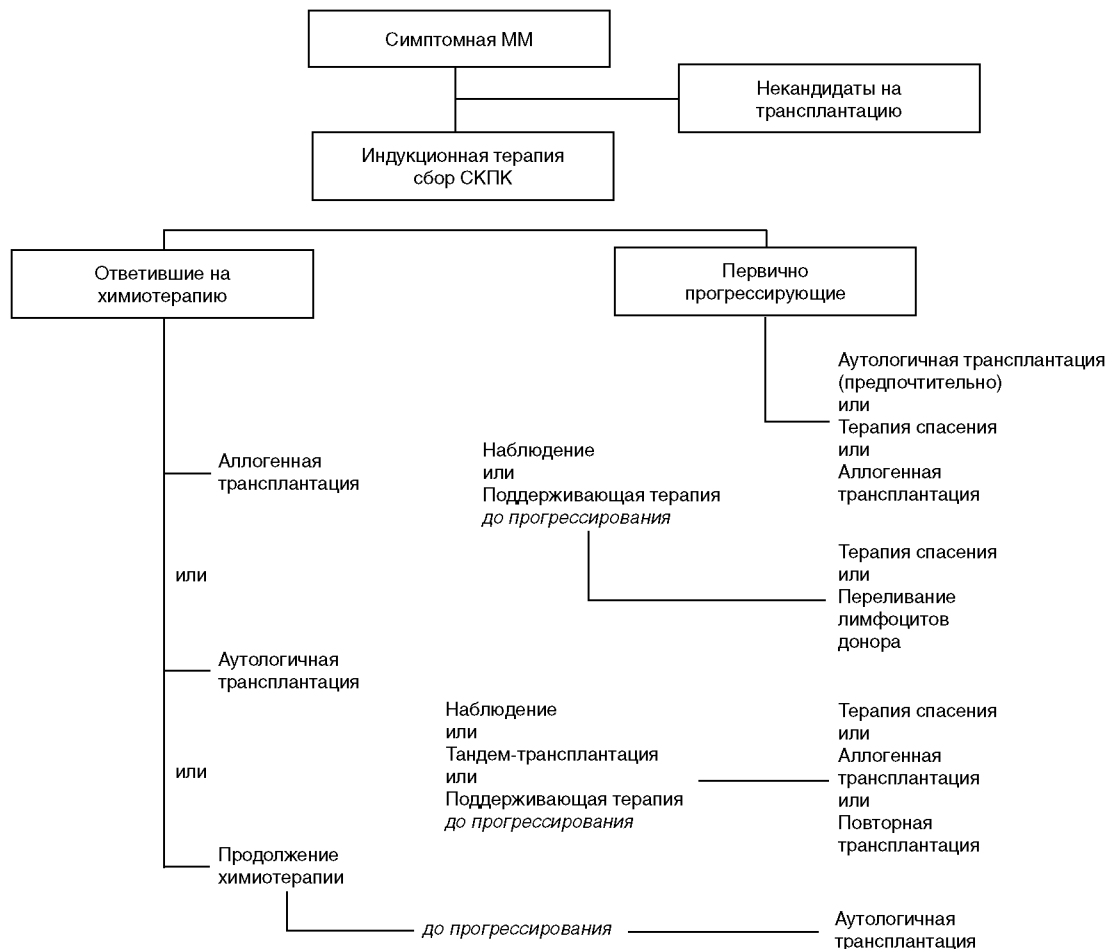 Симптомная ММ
Некандидаты на
трансплантацию
Индукционная терапия
сбор СКПК
Ответившие на
химиотерапию
Первично
прогрессирующие
Аутологичная трансплантация
(предпочтительно)
или
Терапия спасения
или
Аллогенная
трансплантация
Аллогенная
трансплантация
Наблюдение
или
Поддерживающая терапия
до прогрессирования
Терапия спасения
или
Переливание
лимфоцитов
донора
или
Аутологичная
трансплантация
Наблюдение
или
Тандем-трансплантация
или
Поддерживающая терапия
до прогрессирования
Терапия спасения
или
Аллогенная
трансплантация
или
Повторная
трансплантация
или
Продолжение
химиотерапии
до прогрессирования
Аутологичная
трансплантация